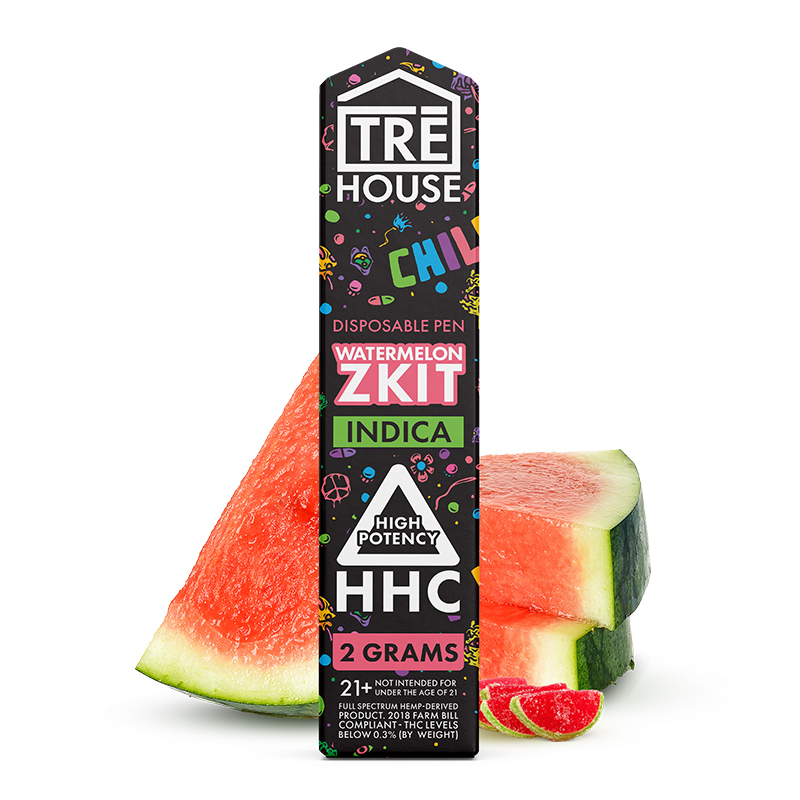 TRĒ
HOUSE
CHIL
DISPOSABLE PEN
WATERMELON
ZKIT
INDICA
HIGH
POTENCY
HHC
2 GRAMS
21+ NOT INTENDED FOR
UNDER THE AGE OF 21
FULL SPECTRUM HEMP-DERIVED
PRODUCT, 2018 FARM BILL
COMPLIANT - THC LEVELS
BELOW 0.3% (BY WEIGHT)